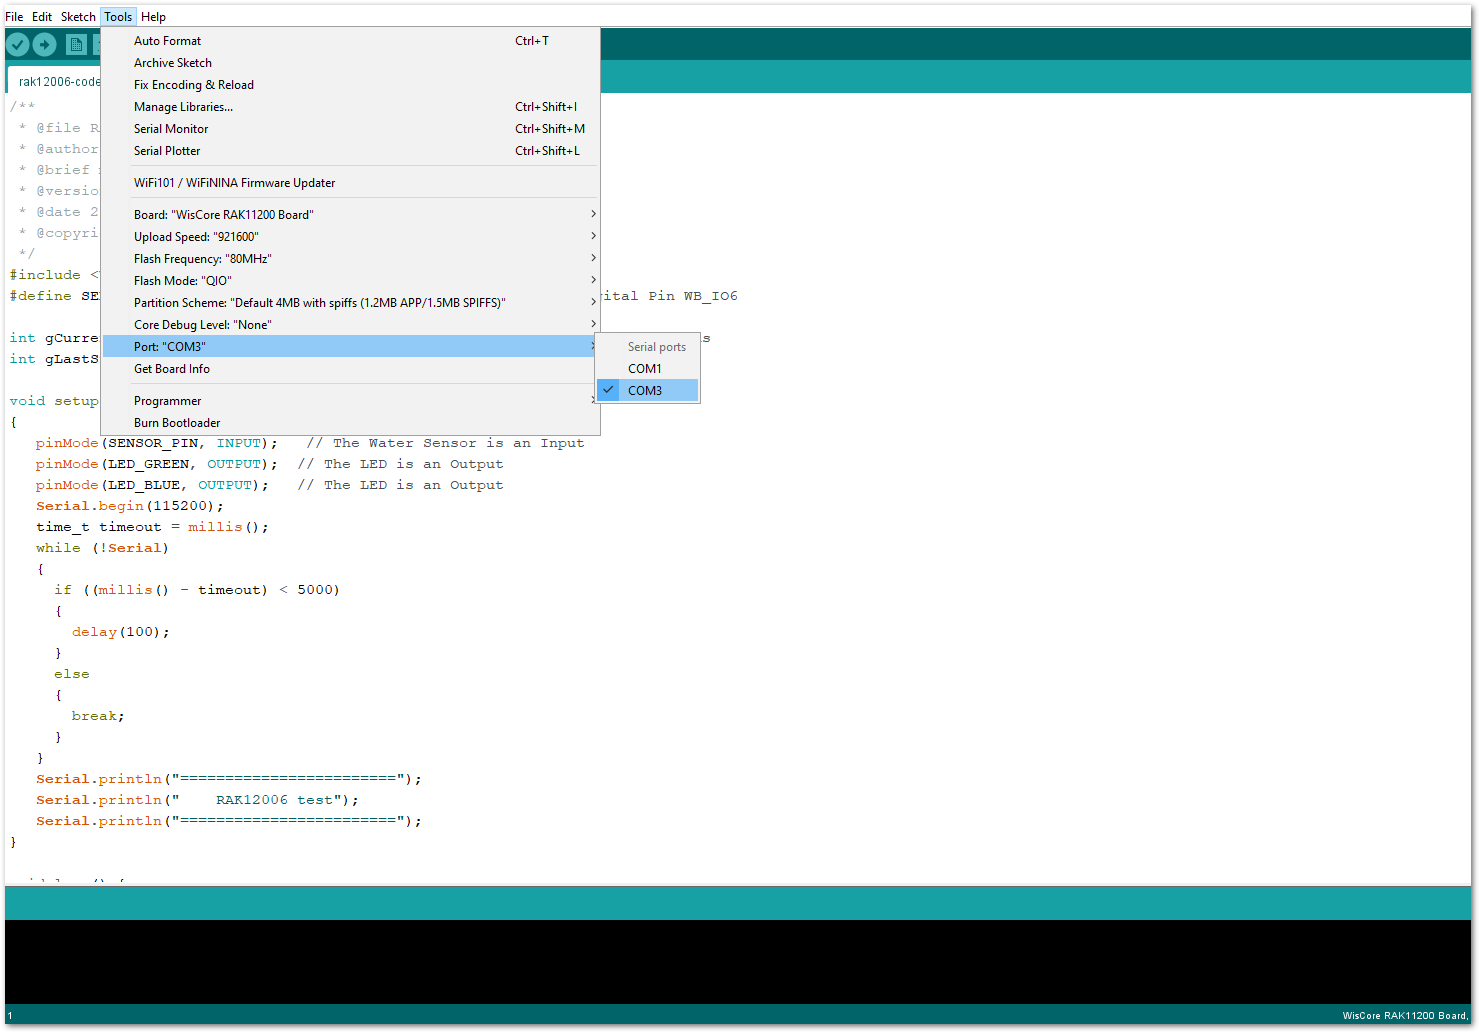 File Edit Sketch Tools Help
Auto Format Ctrl+T
Archive Sketch
Fix Encoding & Reload
Manage Libraries... Ctrl+Shift+I
Serial Monitor Ctrl+Shift+M
Serial Plotter Ctrl+Shift+L
WiFi101 / WiFiNINA Firmware Updater
Board: "WisCore RAK11200 Board"
Upload Speed: "921600"
Flash Frequency: "80MHz"
Flash Mode: "QIO"
Partition Scheme: "Default 4MB with spiffs (1.2MB APP/1.5MB SPIFFS)"
Core Debug Level: "None"
Port: "COM3"
Get Board Info
Programmer
Burn Bootloader
Serial ports
COM1
COM3
rak12006-code
/**
* @file R
* @author
* @brief
* @versio
* @date 2
* @copyri
*/
#include <
#define SE ital Pin WB_IO6
int gCurre s
int gLastS
void setup
{
pinMode(SENSOR_PIN, INPUT); // The Water Sensor is an Input
pinMode(LED_GREEN, OUTPUT); // The LED is an Output
pinMode(LED_BLUE, OUTPUT); // The LED is an Output
Serial.begin(115200);
time_t timeout = millis();
while (!Serial)
{
if ((millis() - timeout) < 5000)
{
delay(100);
}
else
{
break;
}
}
Serial.println("========================");
Serial.println("    RAK12006 test");
Serial.println("========================");
}
1
WisCore RAK11200 Board,